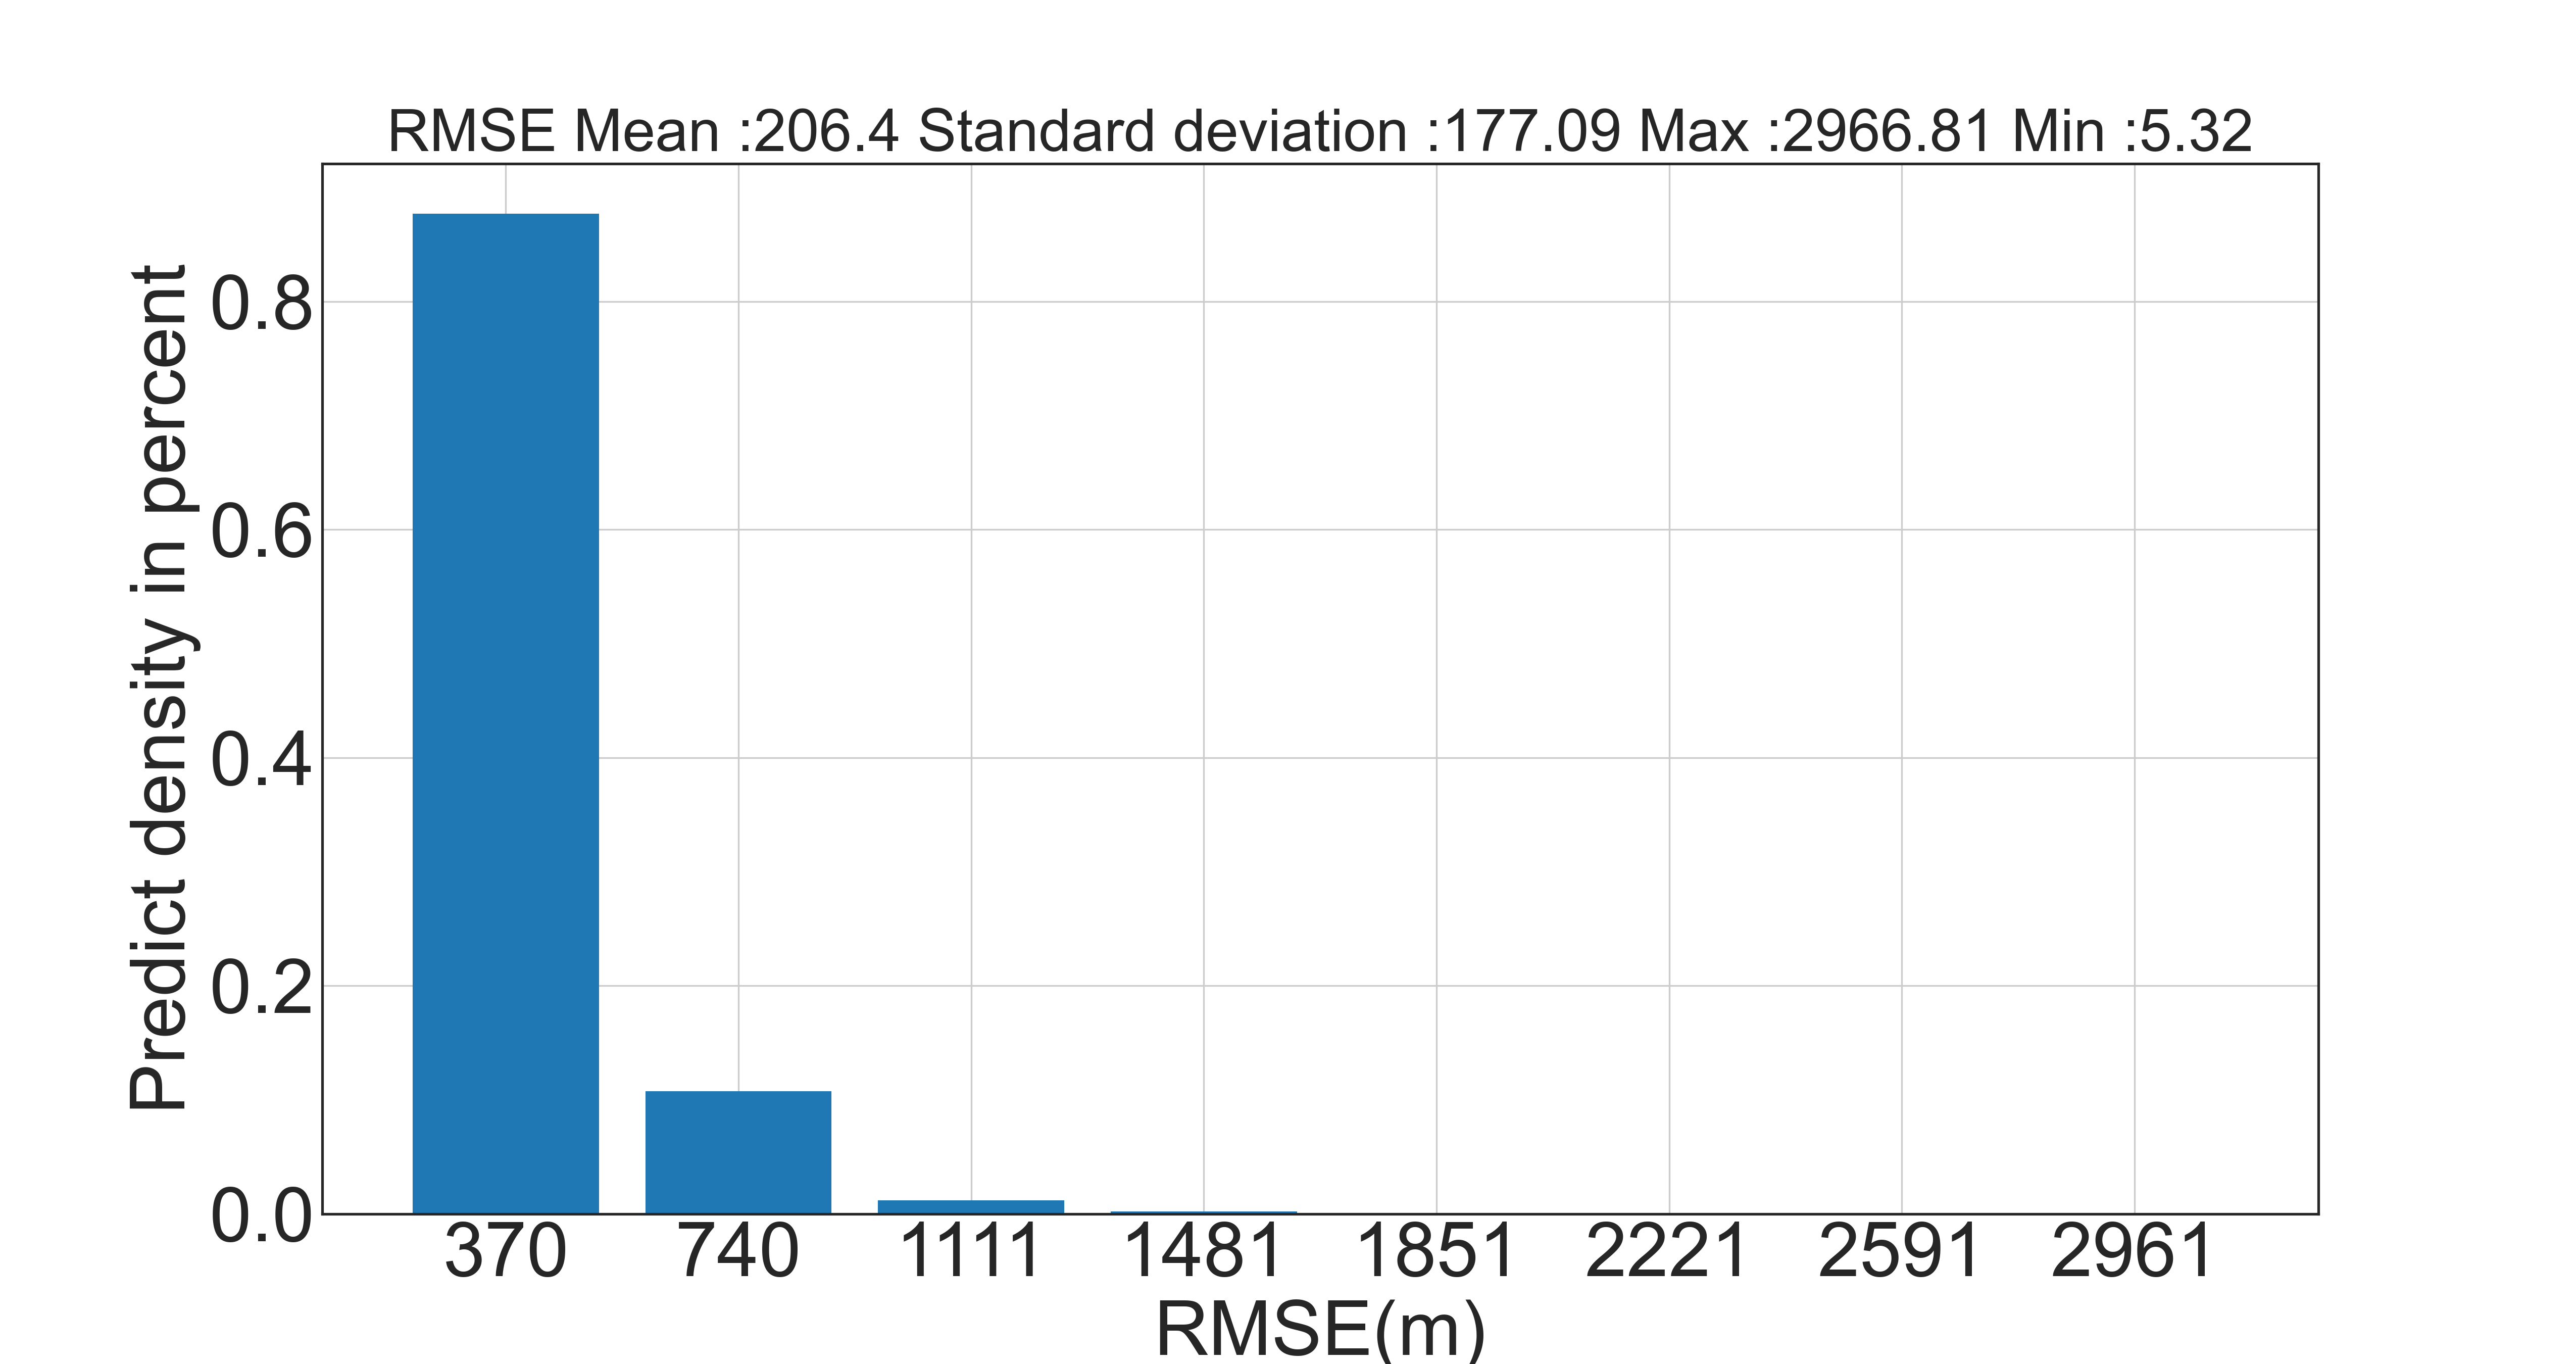 RMSE Mean :206.4 Standard deviation :177.09 Max :2966.81 Min :5.32
Predict density in percent
0.8
0.6
0.4
0.2
0.0
370 740 1111 1481 1851 2221 2591 2961
RMSE(m)